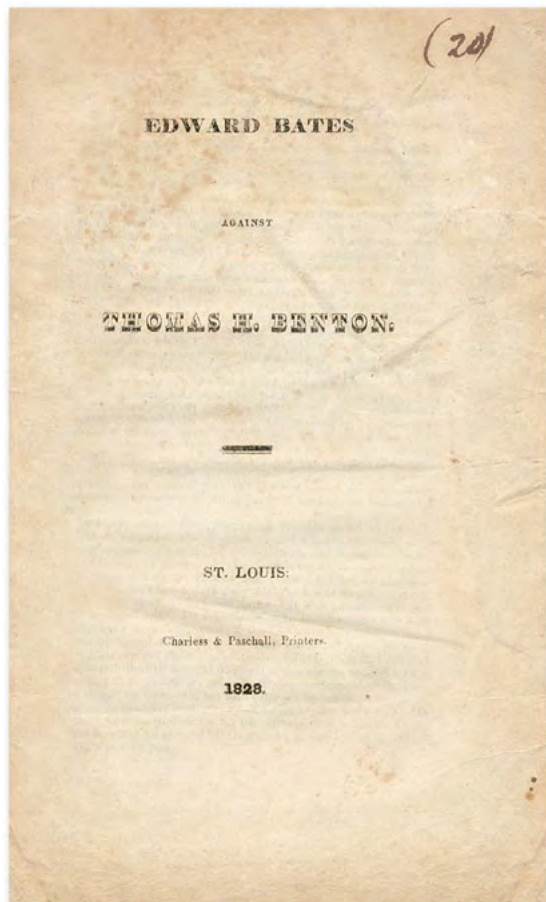 (20)
EDWARD BATES
AGAINST
THOMAS H. BENTON.
ST. LOUIS:
Charless & Paschall, Printers.
1828.